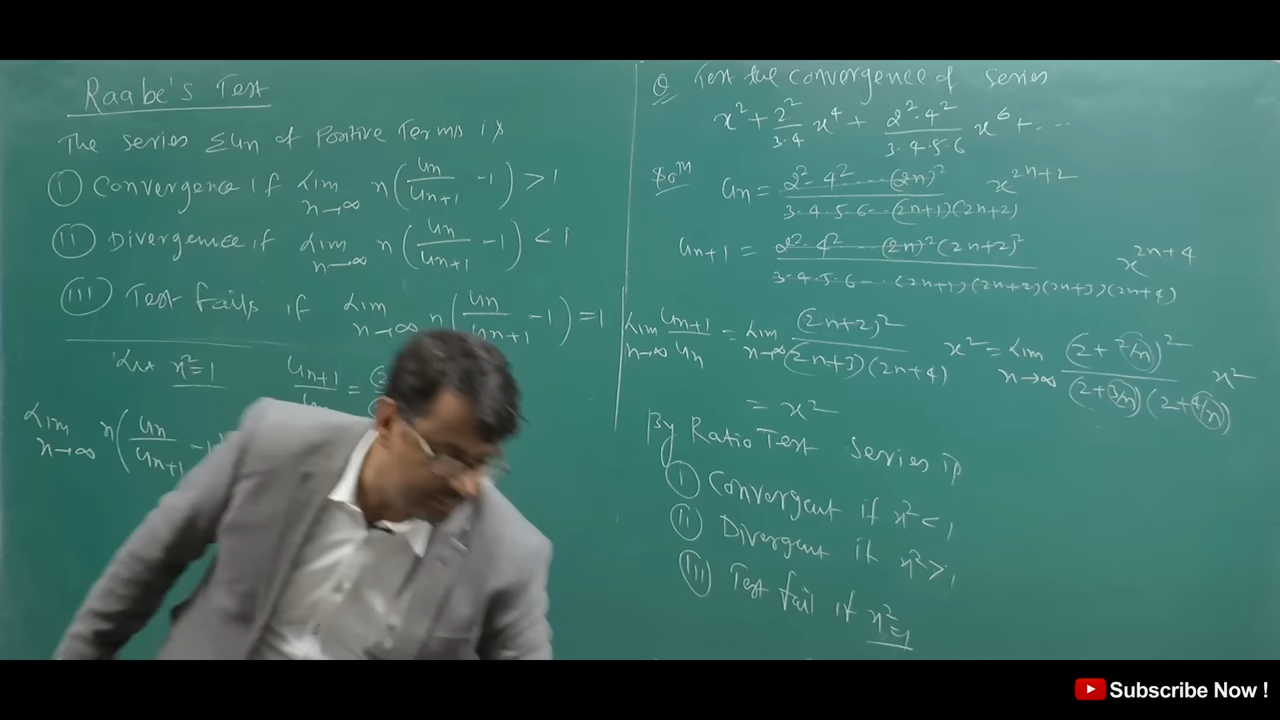 Raabe's Test
The series Σun of Positive Terms is
(I) Convergence if Lim n→∞ n(un/un+1 -1) > 1
(II) Divergence if Lim n→∞ n(un/un+1 -1) < 1
(III) Test fails if Lim n→∞ n(un/un+1 -1) = 1
Let x²=1 un+1/un =
Lim n→∞ n(un/un+1 -1
Q Test the convergence of series
x² + 2²/3·4 x⁴ + 2²·4²/3·4·5·6 x⁶ + ...
Solⁿ un = 2²·4² ... (2n)²/3·4·5·6 ... (2n+1)(2n+2) x^2n+2
un+1 = 2²·4² ... (2n)²(2n+2)²/3·4·5·6 ... (2n+1)(2n+2)(2n+3)(2n+4) x^2n+4
Lim n→∞ un+1/un = Lim n→∞ (2n+2)²/(2n+3)(2n+4) x² = Lim n→∞ (2+2/n)²/(2+3/n)(2+4/n) x²
= x²
By Ratio Test Series is
(I) Convergent if x² < 1
(II) Divergent if x² > 1
(III) Test fail if x²=1
Subscribe Now !